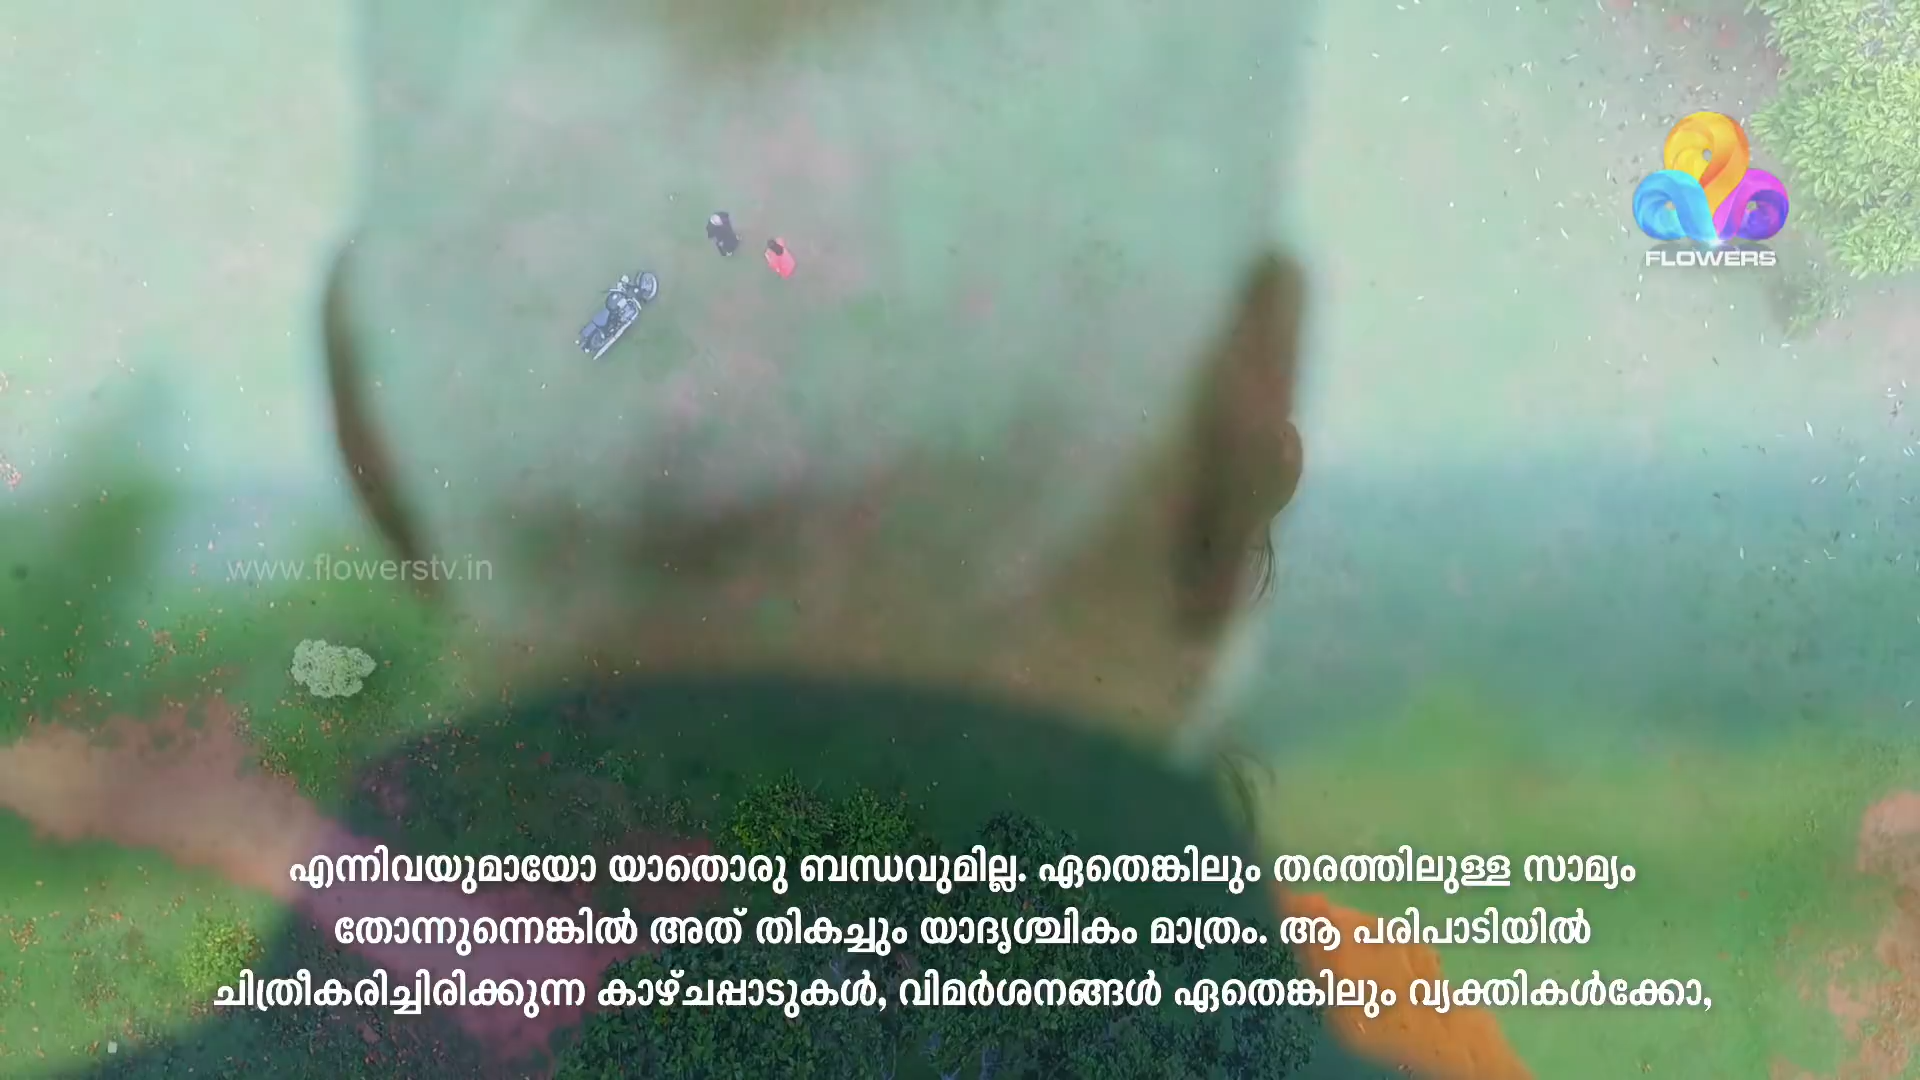 FLOWERS
www.flowerstv.in
എന്നിവയുമായോ യാതൊരു ബന്ധവുമില്ല. ഏതെങ്കിലും തരത്തിലുള്ള സാമ്യം
തോന്നുന്നെങ്കിൽ അത് തികച്ചും യാദൃശ്ചികം മാത്രം. ആ പരിപാടിയിൽ
ചിത്രീകരിച്ചിരിക്കുന്ന കാഴ്ചപ്പാടുകൾ, വിമർശനങ്ങൾ ഏതെങ്കിലും വ്യക്തികൾക്കോ,